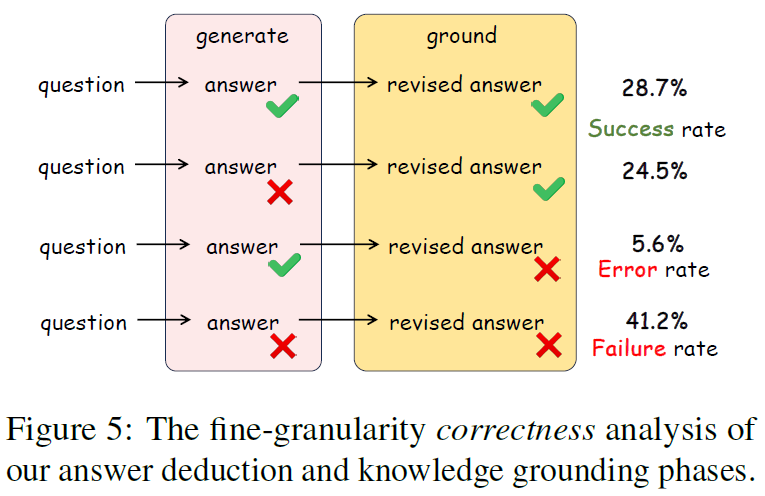 generate ground
question answer revised answer 28.7%
Success rate
question answer revised answer 24.5%
question answer revised answer 5.6%
Error rate
question answer revised answer 41.2%
Failure rate
Figure 5: The fine-granularity correctness analysis of
our answer deduction and knowledge grounding phases.